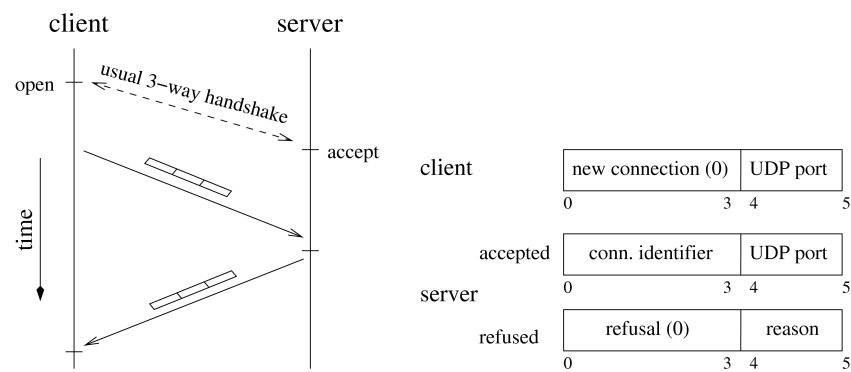 client server
open
usual 3−way handshake
accept
time
client
new connection (0) UDP port
0 3 4 5
accepted
conn. identifier UDP port
0 3 4 5
server
refused
refusal (0) reason
0 3 4 5